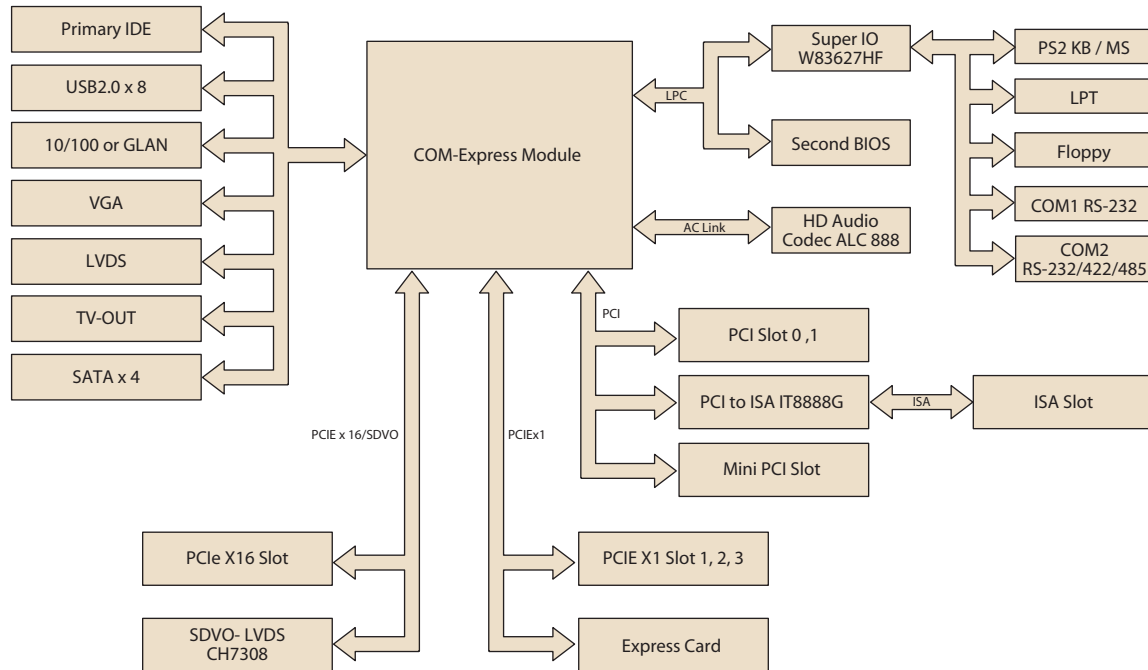 Primary IDE
USB2.0 x 8
10/100 or GLAN
VGA
LVDS
TV-OUT
SATA x 4
COM-Express Module
LPC
Super IO
W83627HF
Second BIOS
AC Link
HD Audio
Codec ALC 888
PS2 KB / MS
LPT
Floppy
COM1 RS-232
COM2
RS-232/422/485
PCI
PCI Slot 0 ,1
PCI to ISA IT8888G
ISA
ISA Slot
Mini PCI Slot
PCIE x 16/SDVO
PCIEx1
PCIe X16 Slot
SDVO- LVDS
CH7308
PCIE X1 Slot 1, 2, 3
Express Card